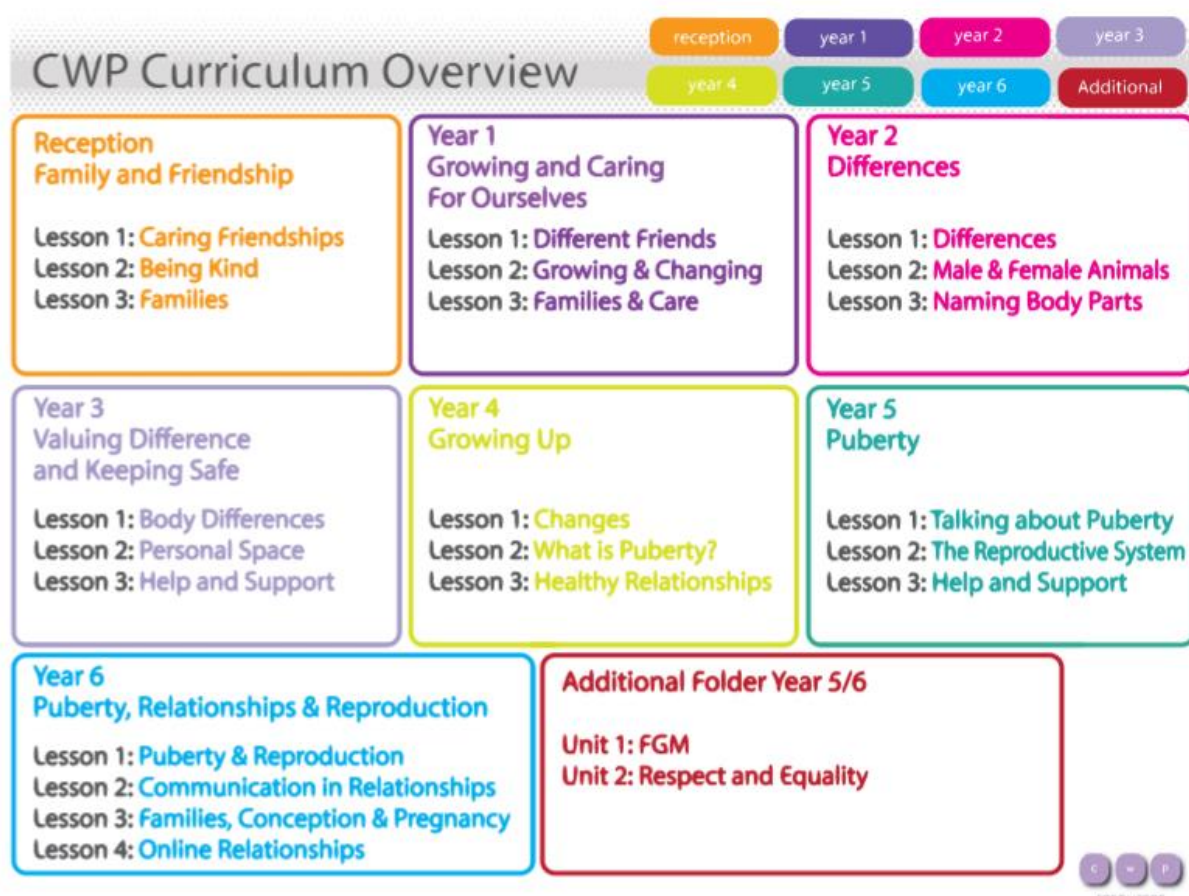 CWP Curriculum Overview
reception
year 1
year 2
year 3
year 4
year 5
year 6
Additional
Reception
Family and Friendship
Lesson 1: Caring Friendships
Lesson 2: Being Kind
Lesson 3: Families
Year 1
Growing and Caring
For Ourselves
Lesson 1: Different Friends
Lesson 2: Growing & Changing
Lesson 3: Families & Care
Year 2
Differences
Lesson 1: Differences
Lesson 2: Male & Female Animals
Lesson 3: Naming Body Parts
Year 3
Valuing Difference
and Keeping Safe
Lesson 1: Body Differences
Lesson 2: Personal Space
Lesson 3: Help and Support
Year 4
Growing Up
Lesson 1: Changes
Lesson 2: What is Puberty?
Lesson 3: Healthy Relationships
Year 5
Puberty
Lesson 1: Talking about Puberty
Lesson 2: The Reproductive System
Lesson 3: Help and Support
Year 6
Puberty, Relationships & Reproduction
Lesson 1: Puberty & Reproduction
Lesson 2: Communication in Relationships
Lesson 3: Families, Conception & Pregnancy
Lesson 4: Online Relationships
Additional Folder Year 5/6
Unit 1: FGM
Unit 2: Respect and Equality
c w p